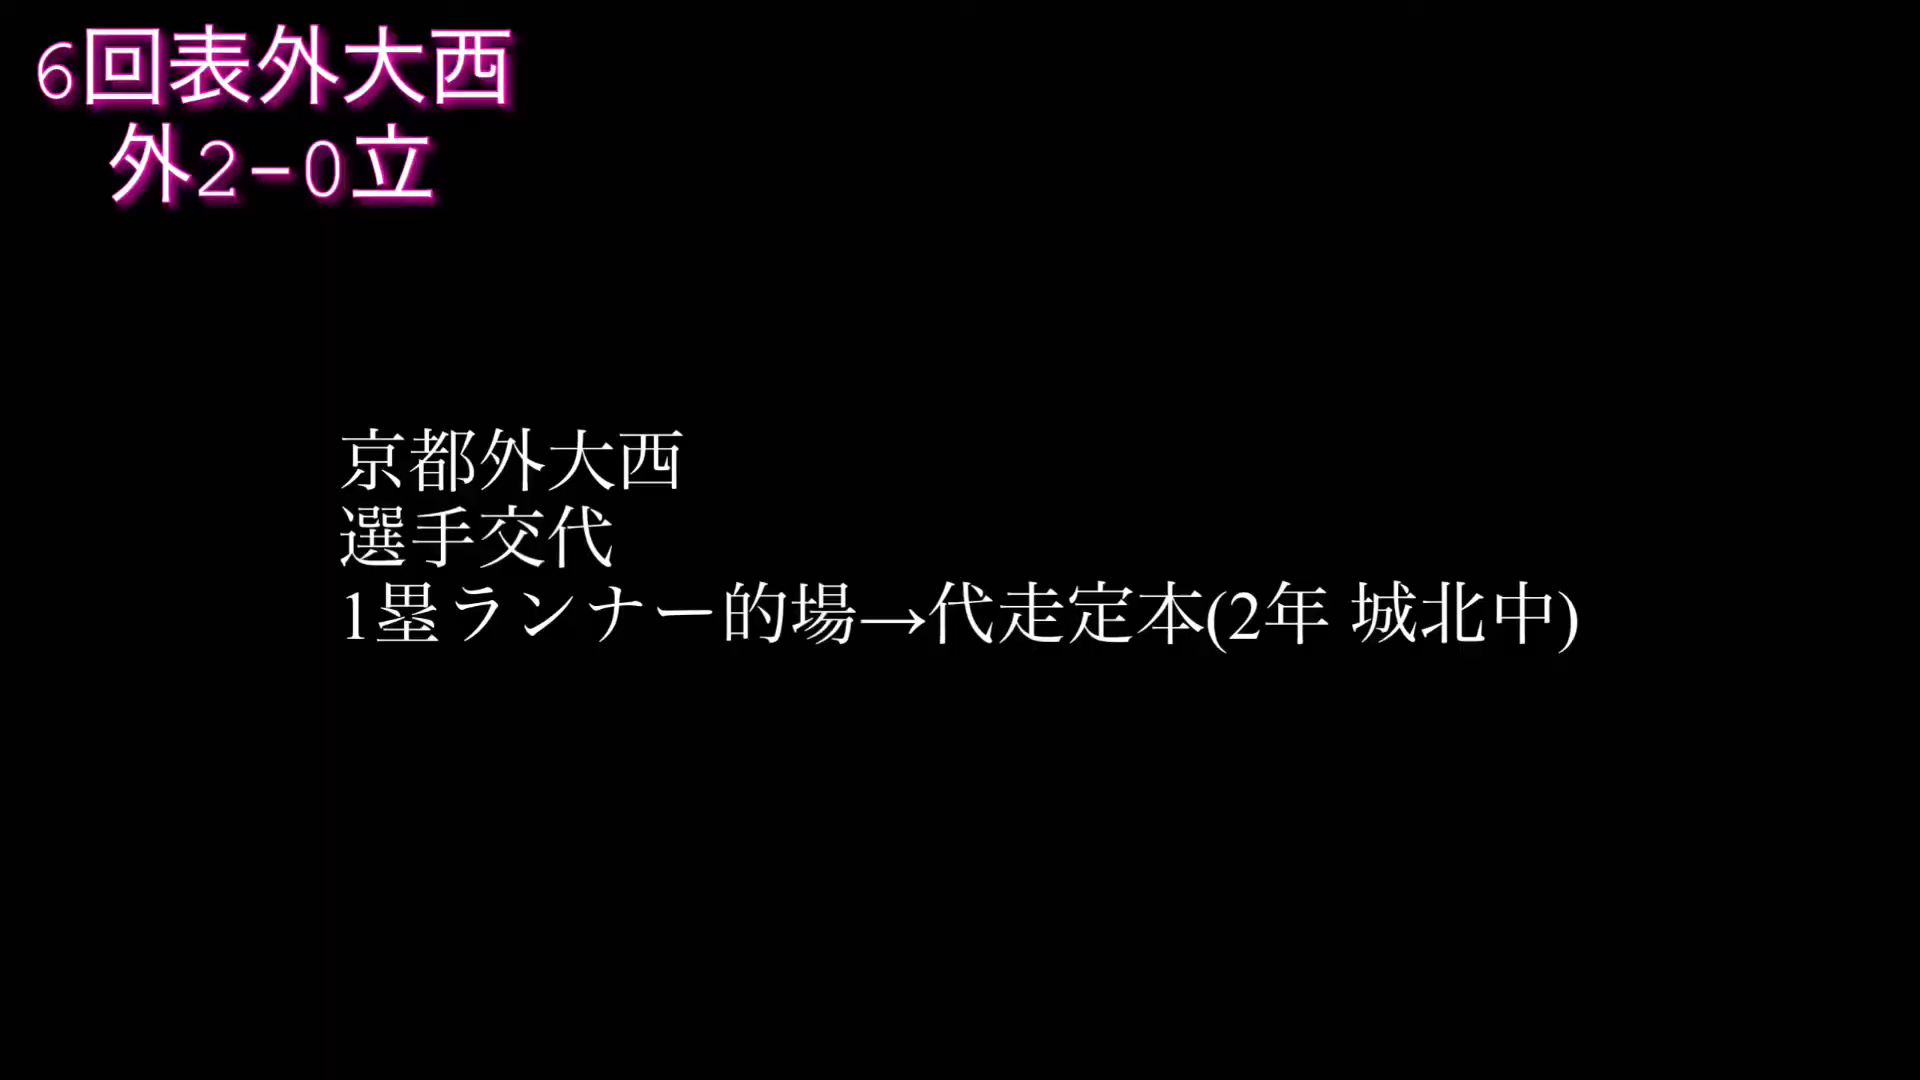 6回表外大西
外2-0立
京都外大西
選手交代
1塁ランナー的場→代走定本(2年 城北中)